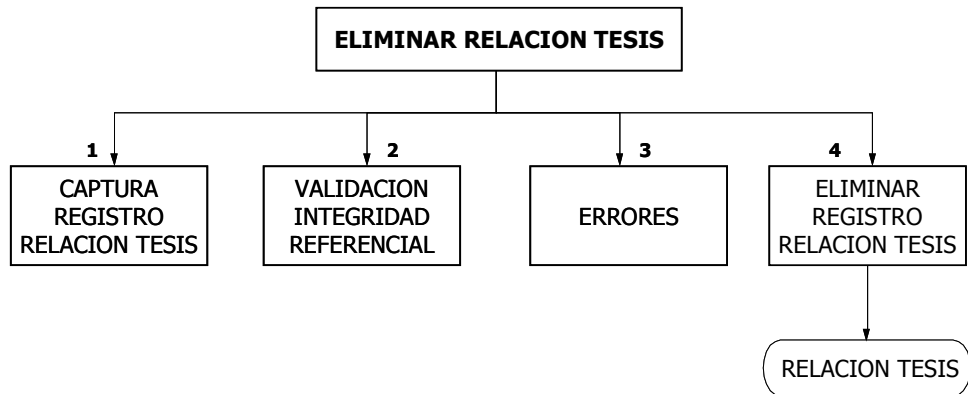 ELIMINAR RELACION TESIS
1
2
3
4
CAPTURA
REGISTRO
RELACION TESIS
VALIDACION
INTEGRIDAD
REFERENCIAL
ERRORES
ELIMINAR
REGISTRO
RELACION TESIS
RELACION TESIS